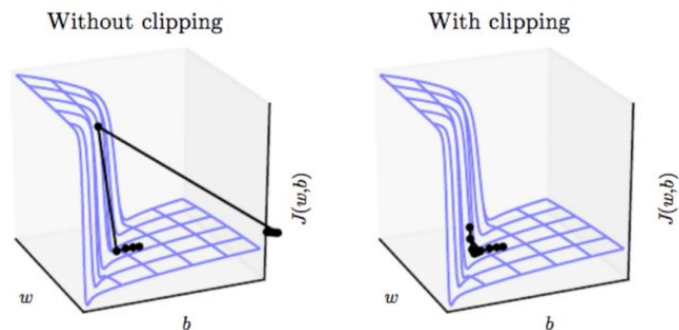 Without clipping
With clipping
J(w,b)
J(w,b)
w
b
w
b